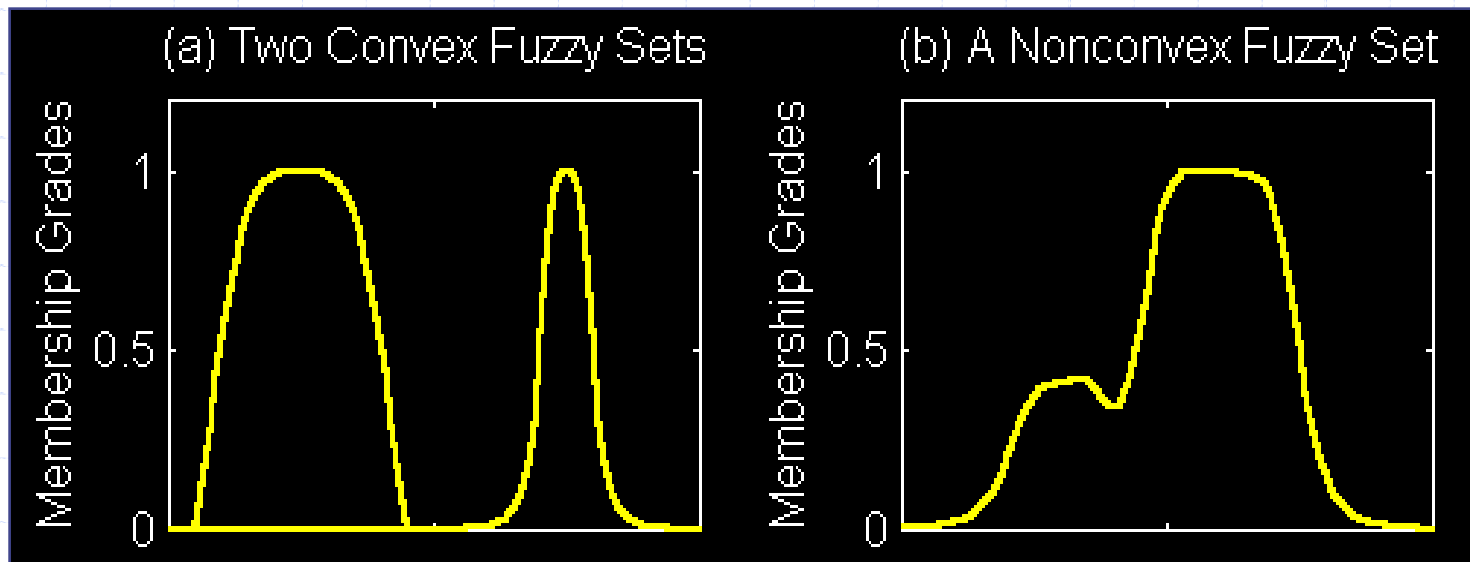 (a) Two Convex Fuzzy Sets
Membership Grades
1
0.5
0
(b) A Nonconvex Fuzzy Set
Membership Grades
1
0.5
0